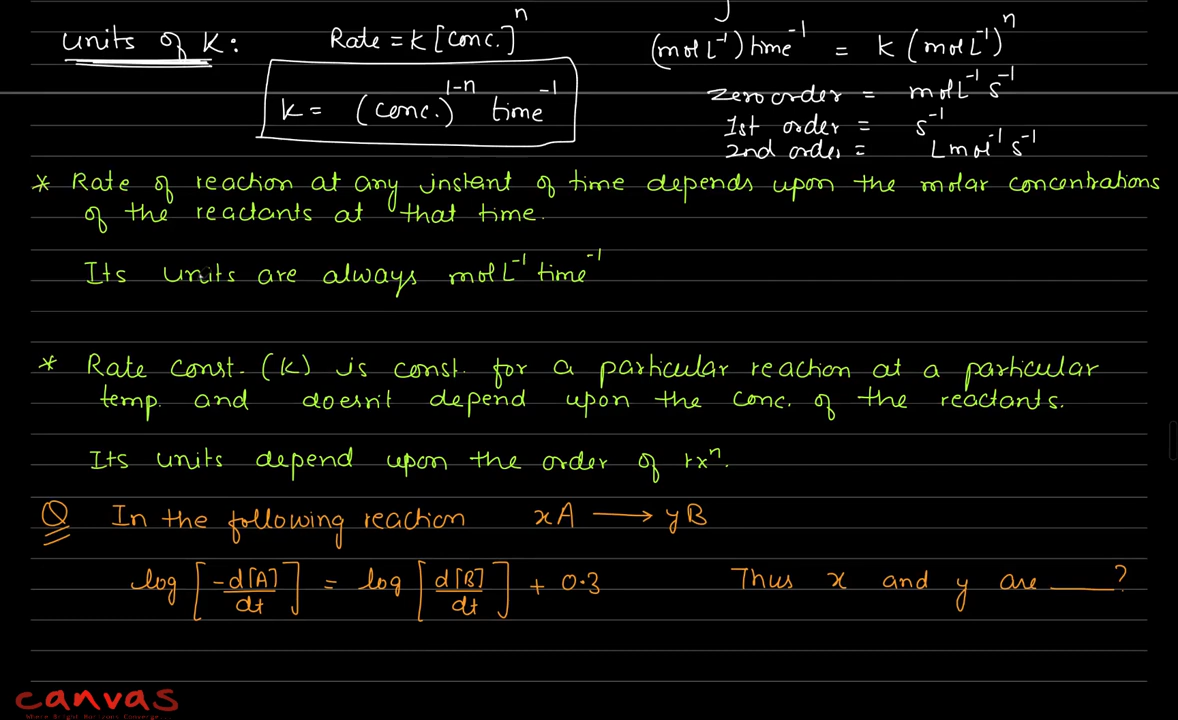 units of K:
Rate = K [conc.]^n
(mol L^-1) time^-1 = K (mol L^-1)^n
K = (conc.)^1-n time^-1
zero order = mol L^-1 s^-1
1st order = s^-1
2nd order = L mol^-1 s^-1
* Rate of reaction at any instent of time depends upon the molar concentrations
of the reactants at that time.
Its units are always mol L^-1 time^-1
* Rate const. (K) is const. for a particular reaction at a particular
temp. and doesn't depend upon the conc. of the reactants.
Its units depend upon the order of rx^n.
Q In the following reaction xA ⟶ yB
log [-d[A]/dt] = log [d[B]/dt] + 0.3 Thus x and y are ____?
canvas